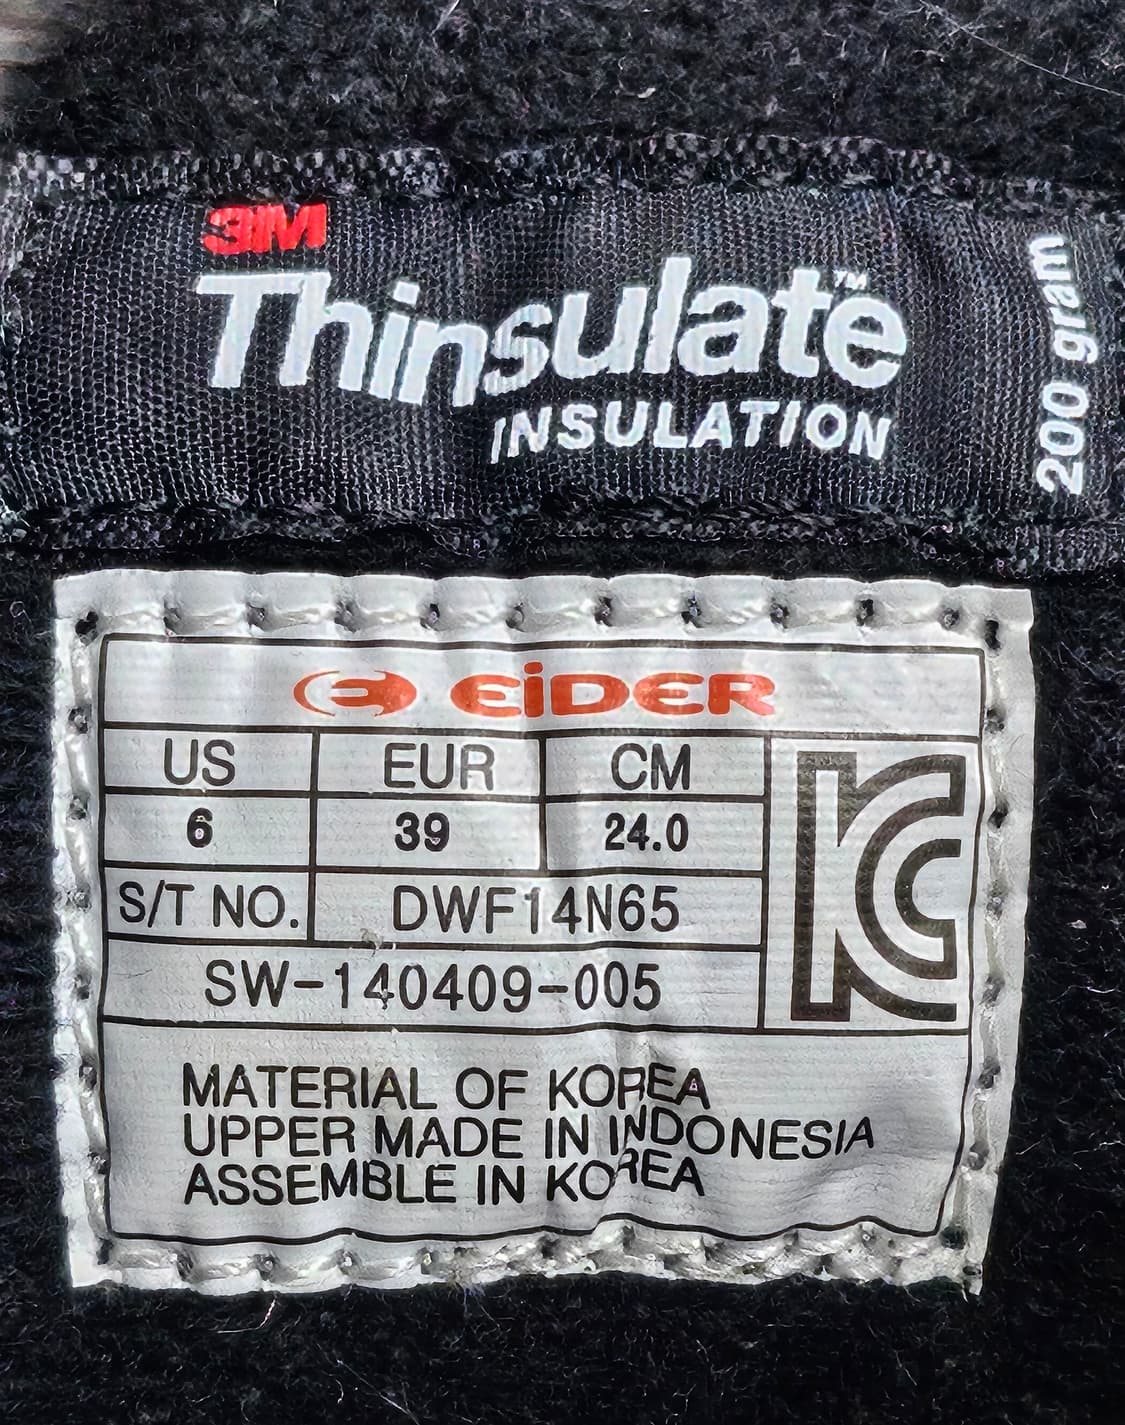 3M
Thinsulate™
INSULATION
200 gram
EiDER
US EUR CM
6 39 24.0
S/T NO. DWF14N65
SW-140409-005
KC
MATERIAL OF KOREA
UPPER MADE IN INDONESIA
ASSEMBLE IN KOREA